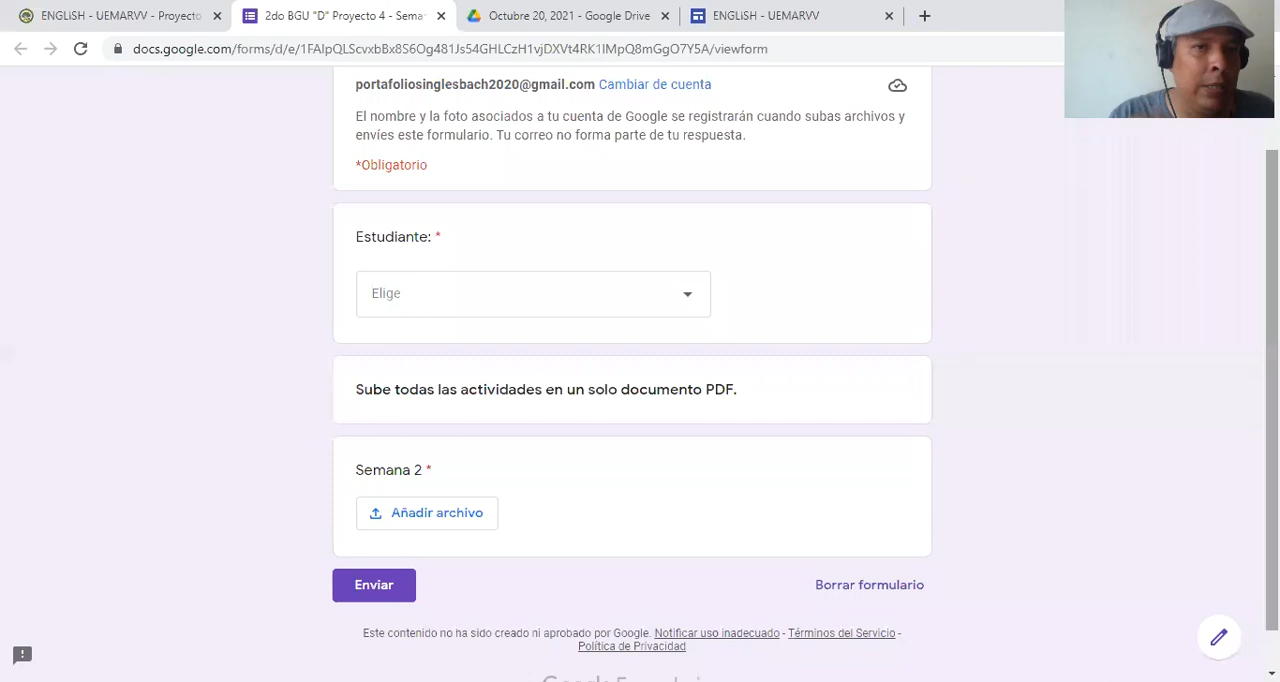 ENGLiSH - UEMARVV - Proyecto
2do BGU "D" Proyecto 4 - Sema
Octubre 20, 2021 - Google Drive
ENGLiSH - UEMARVV
docs.google.com/forms/d/e/1FAIpQLScvxbBx8S6Og481Js54GHLCzH1vjDXVt4RK1lMpQ8mGgO7Y5A/viewform
portafoliosinglesbach2020@gmail.com Cambiar de cuenta
El nombre y la foto asociados a tu cuenta de Google se registrarán cuando subas archivos y
envíes este formulario. Tu correo no forma parte de tu respuesta.
*Obligatorio
Estudiante: *
Elige
Sube todas las actividades en un solo documento PDF.
Semana 2 *
Añadir archivo
Enviar
Borrar formulario
Este contenido no ha sido creado ni aprobado por Google. Notificar uso inadecuado - Términos del Servicio -
Política de Privacidad